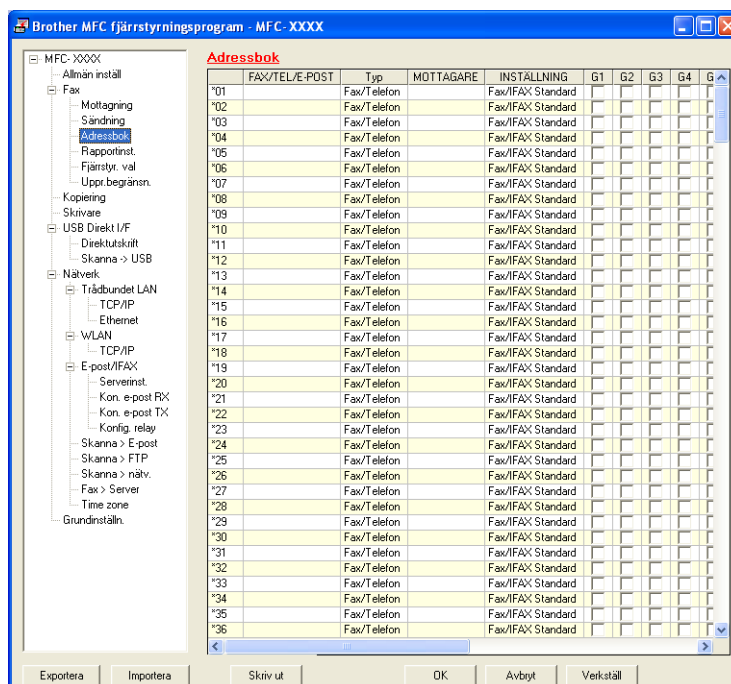 Brother MFC fjärrstyrningsprogram - MFC- XXXX
MFC- XXXX
Allmän inställ
Fax
Mottagning
Sändning
Adressbok
Rapportinst.
Fjärrstyr. val
Uppr.begränsn.
Kopiering
Skrivare
USB Direkt I/F
Direktutskrift
Skanna -> USB
Nätverk
Trådbundet LAN
TCP/IP
Ethernet
WLAN
TCP/IP
E-post/IFAX
Serverinst.
Kon. e-post RX
Kon. e-post TX
Konfig. relay
Skanna > E-post
Skanna > FTP
Skanna > nätv.
Fax > Server
Time zone
Grundinställn.
Adressbok
FAX/TEL/E-POST Typ MOTTAGARE INSTÄLLNING G1 G2 G3 G4 G
*01 Fax/Telefon Fax/IFAX Standard
*02 Fax/Telefon Fax/IFAX Standard
*03 Fax/Telefon Fax/IFAX Standard
*04 Fax/Telefon Fax/IFAX Standard
*05 Fax/Telefon Fax/IFAX Standard
*06 Fax/Telefon Fax/IFAX Standard
*07 Fax/Telefon Fax/IFAX Standard
*08 Fax/Telefon Fax/IFAX Standard
*09 Fax/Telefon Fax/IFAX Standard
*10 Fax/Telefon Fax/IFAX Standard
*11 Fax/Telefon Fax/IFAX Standard
*12 Fax/Telefon Fax/IFAX Standard
*13 Fax/Telefon Fax/IFAX Standard
*14 Fax/Telefon Fax/IFAX Standard
*15 Fax/Telefon Fax/IFAX Standard
*16 Fax/Telefon Fax/IFAX Standard
*17 Fax/Telefon Fax/IFAX Standard
*18 Fax/Telefon Fax/IFAX Standard
*19 Fax/Telefon Fax/IFAX Standard
*20 Fax/Telefon Fax/IFAX Standard
*21 Fax/Telefon Fax/IFAX Standard
*22 Fax/Telefon Fax/IFAX Standard
*23 Fax/Telefon Fax/IFAX Standard
*24 Fax/Telefon Fax/IFAX Standard
*25 Fax/Telefon Fax/IFAX Standard
*26 Fax/Telefon Fax/IFAX Standard
*27 Fax/Telefon Fax/IFAX Standard
*28 Fax/Telefon Fax/IFAX Standard
*29 Fax/Telefon Fax/IFAX Standard
*30 Fax/Telefon Fax/IFAX Standard
*31 Fax/Telefon Fax/IFAX Standard
*32 Fax/Telefon Fax/IFAX Standard
*33 Fax/Telefon Fax/IFAX Standard
*34 Fax/Telefon Fax/IFAX Standard
*35 Fax/Telefon Fax/IFAX Standard
*36 Fax/Telefon Fax/IFAX Standard
Exportera Importera Skriv ut OK Avbryt Verkställ